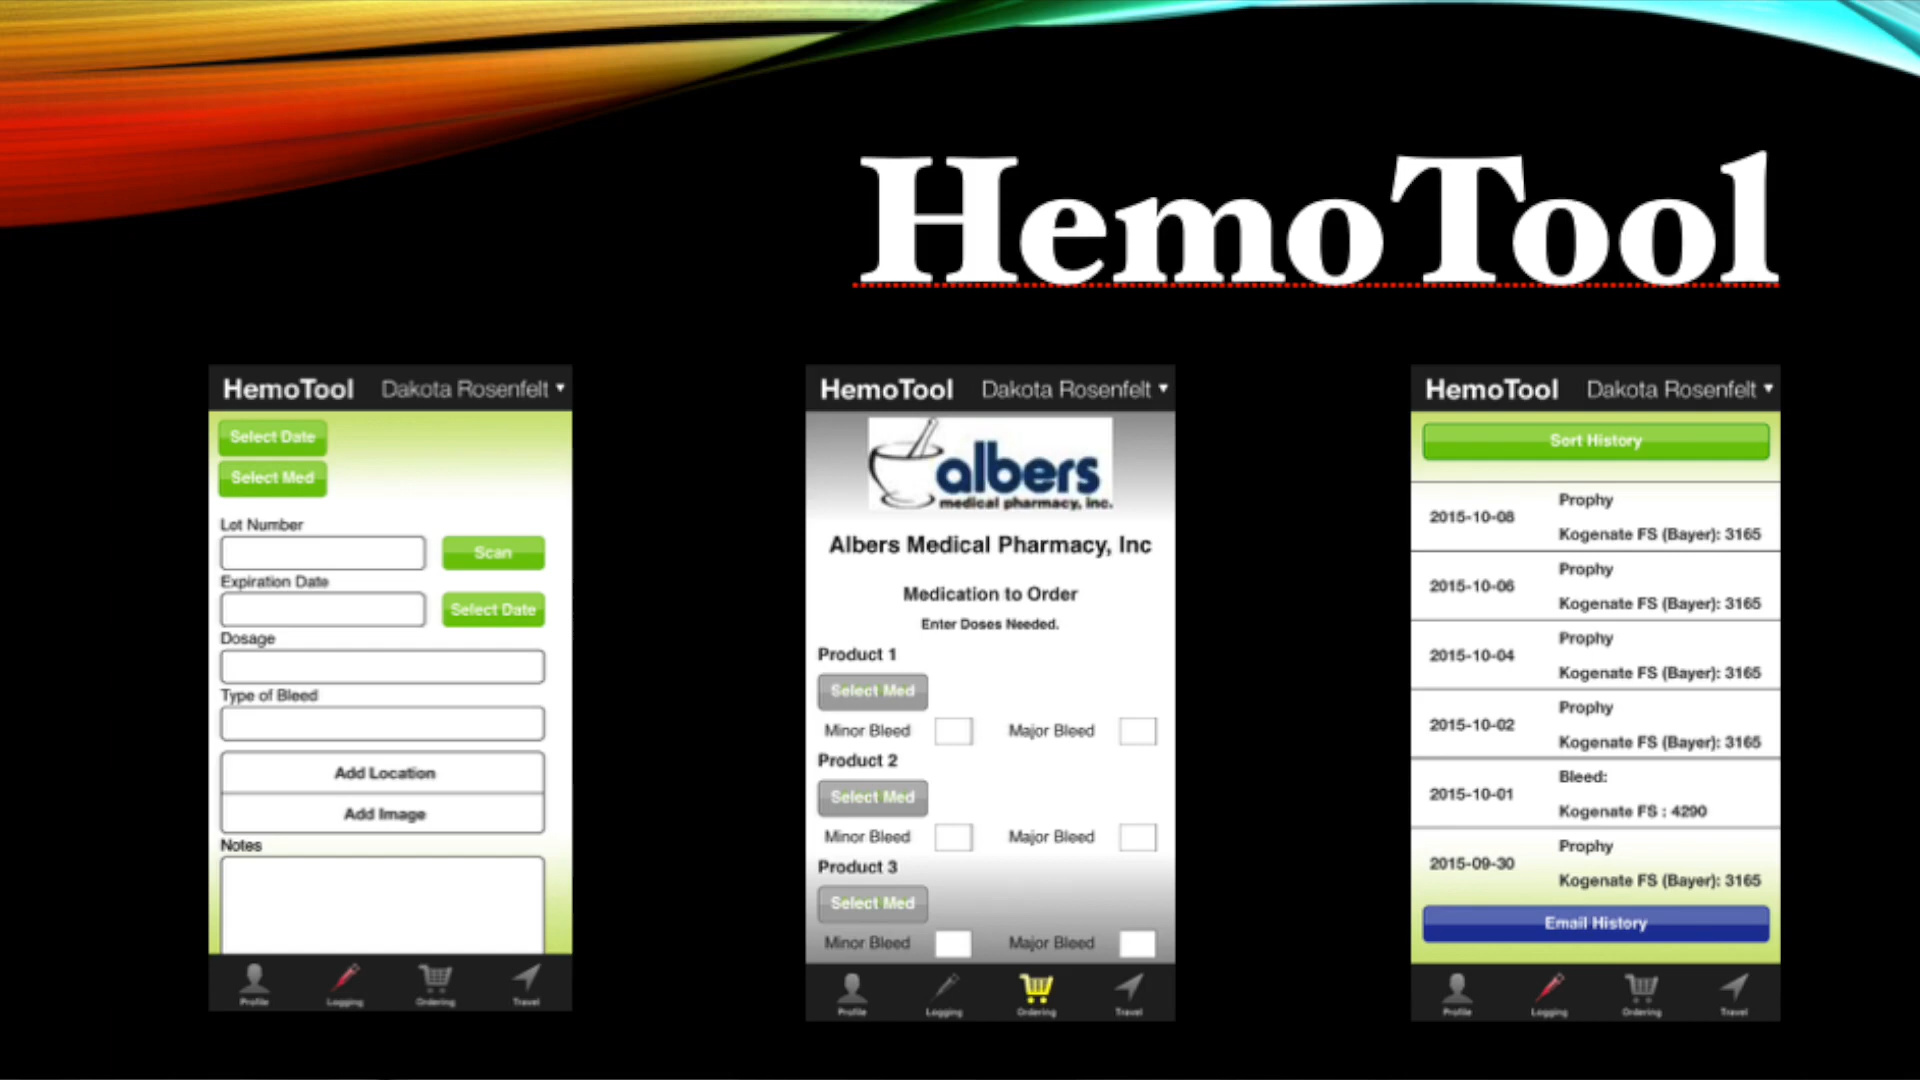 HemoTool
HemoTool Dakota Rosenfelt
Select Date
Select Med
Lot Number
Scan
Expiration Date
Select Date
Dosage
Type of Bleed
Add Location
Add Image
Notes
Profile Logging Ordering Travel
HemoTool Dakota Rosenfelt
albers
medical pharmacy, inc.
Albers Medical Pharmacy, Inc
Medication to Order
Enter Doses Needed.
Product 1
Select Med
Minor Bleed Major Bleed
Product 2
Select Med
Minor Bleed Major Bleed
Product 3
Select Med
Minor Bleed Major Bleed
Profile Logging Ordering Travel
HemoTool Dakota Rosenfelt
Sort History
Prophy
2015-10-08
Kogenate FS (Bayer): 3165
Prophy
2015-10-06
Kogenate FS (Bayer): 3165
Prophy
2015-10-04
Kogenate FS (Bayer): 3165
Prophy
2015-10-02
Kogenate FS (Bayer): 3165
Bleed:
2015-10-01
Kogenate FS : 4290
Prophy
2015-09-30
Kogenate FS (Bayer): 3165
Email History
Profile Logging Ordering Travel